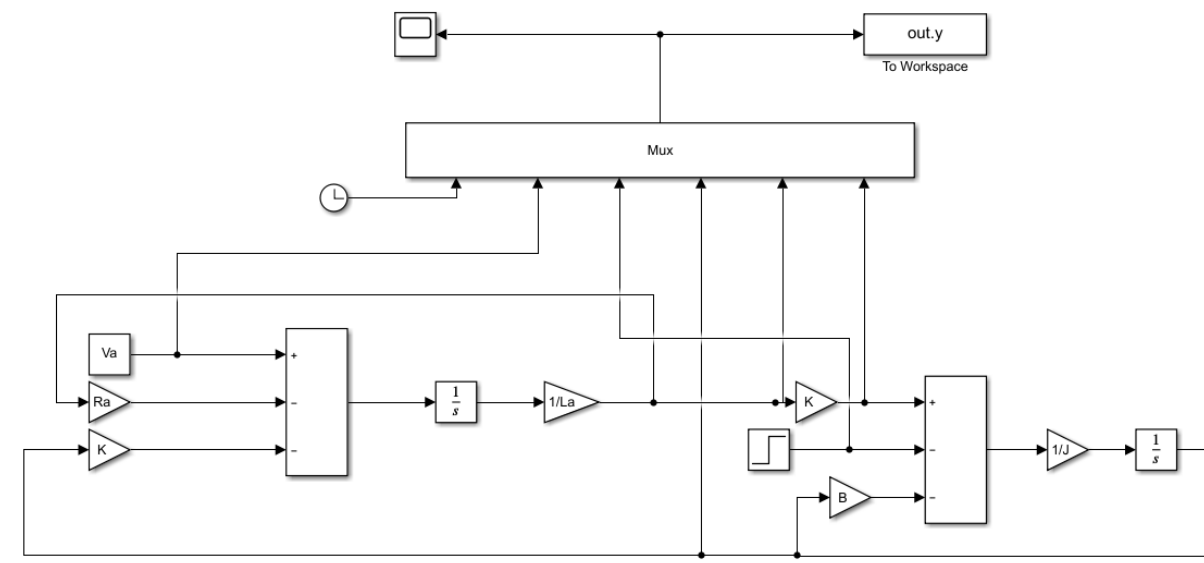 out.y
To Workspace
Mux
Va
+
Ra
−
1
s
1/La
K
+
K
−
−
1/J
1
s
B
−